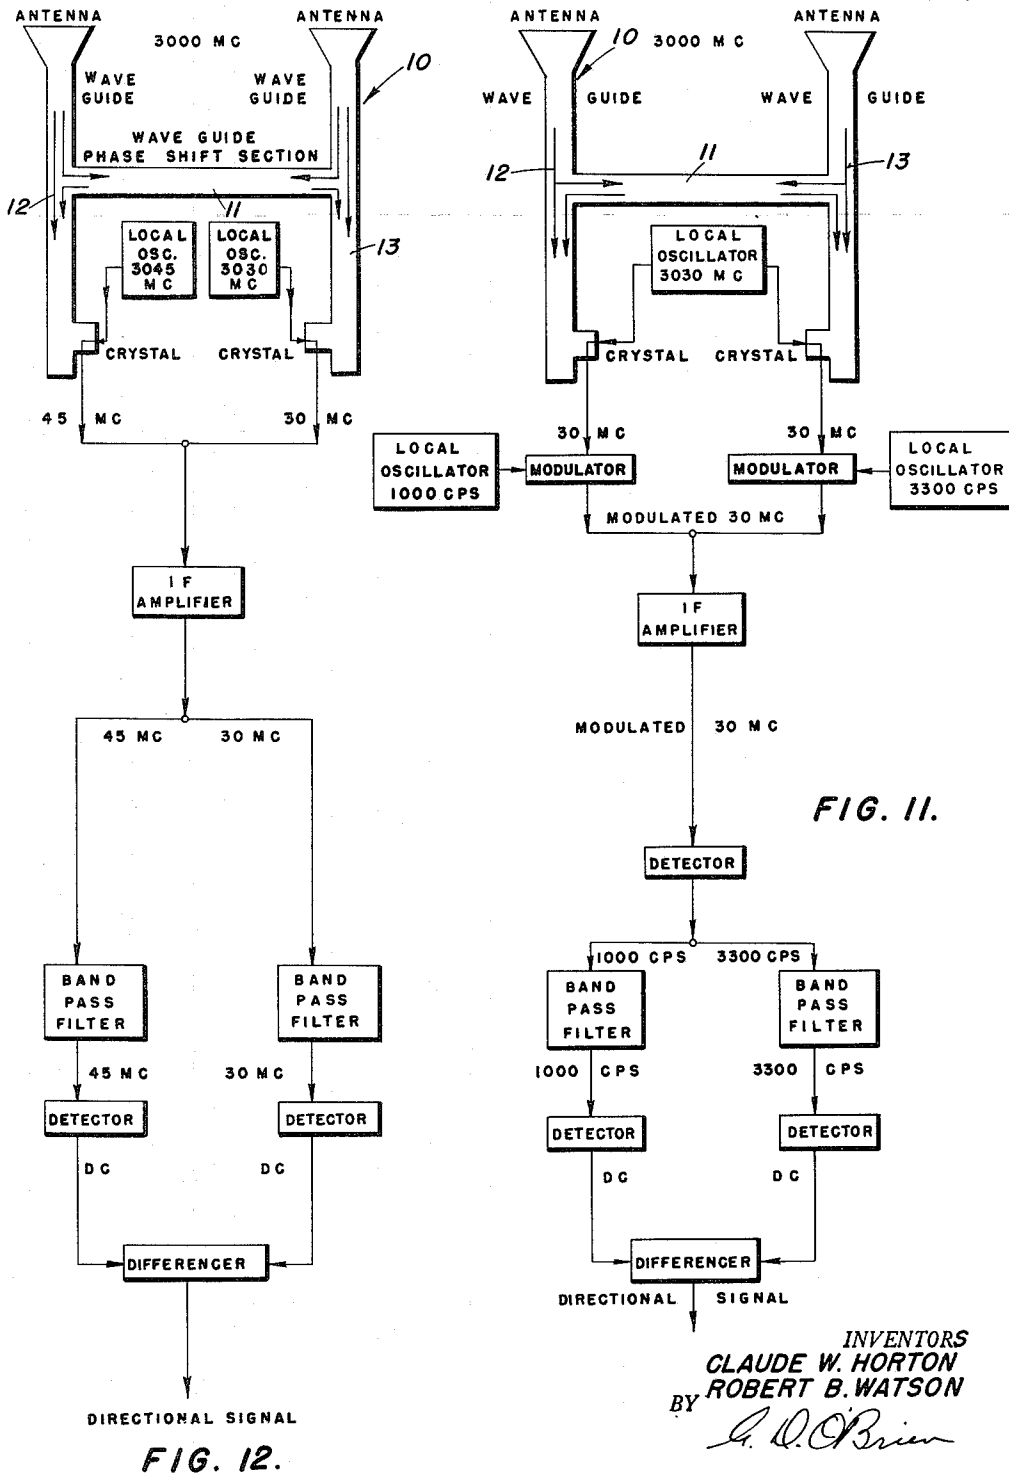 ANTENNA
ANTENNA
3000 MC
10
WAVE
GUIDE
WAVE
GUIDE
WAVE GUIDE
PHASE SHIFT SECTION
12
11
13
LOCAL
OSC.
3045
MC
LOCAL
OSC.
3030
MC
CRYSTAL
CRYSTAL
45 MC
30 MC
IF
AMPLIFIER
45 MC
30 MC
BAND
PASS
FILTER
BAND
PASS
FILTER
45 MC
30 MC
DETECTOR
DETECTOR
DC
DC
DIFFERENCER
DIRECTIONAL SIGNAL
FIG. 12.
ANTENNA
ANTENNA
3000 MC
10
WAVE GUIDE
WAVE GUIDE
11
12
13
LOCAL
OSCILLATOR
3030 MC
CRYSTAL
CRYSTAL
30 MC
30 MC
LOCAL
OSCILLATOR
1000 CPS
MODULATOR
MODULATOR
LOCAL
OSCILLATOR
3300 CPS
MODULATED 30 MC
IF
AMPLIFIER
MODULATED 30 MC
FIG. 11.
DETECTOR
1000 CPS
3300 CPS
BAND
PASS
FILTER
BAND
PASS
FILTER
1000 CPS
3300 CPS
DETECTOR
DETECTOR
DC
DC
DIFFERENCER
DIRECTIONAL SIGNAL
INVENTORS
CLAUDE W. HORTON
ROBERT B. WATSON
BY
G. D. O'Brien